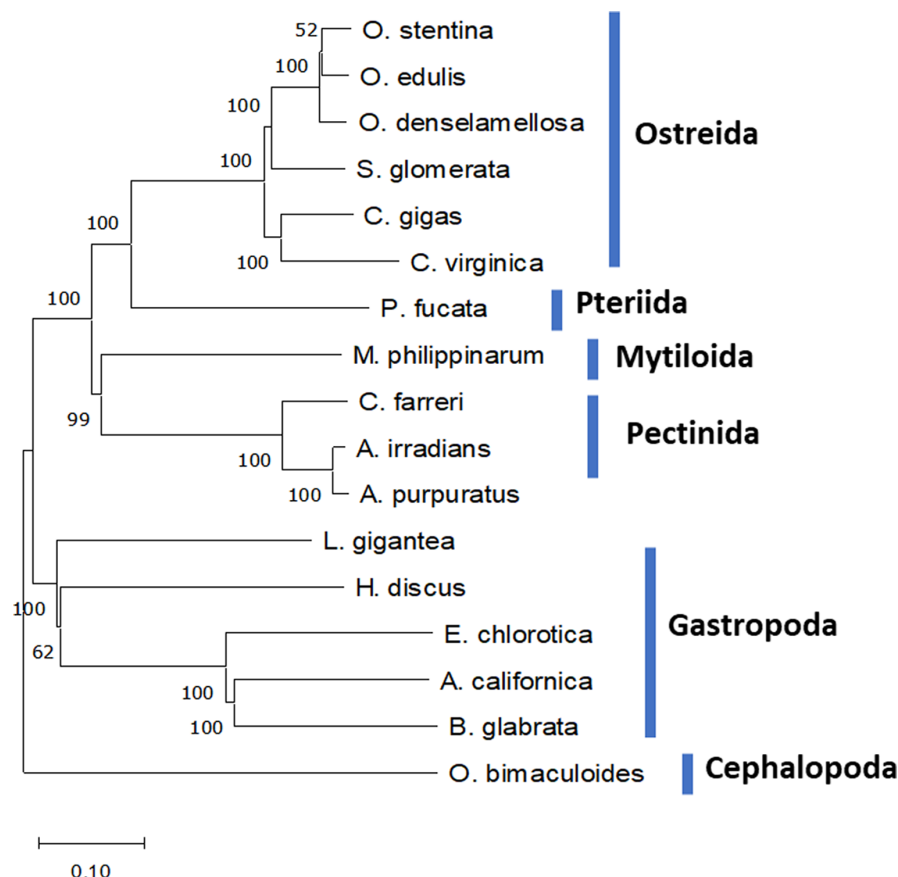 52
O. stentina
100
O. edulis
100
O. denselamellosa
Ostreida
100
S. glomerata
C. gigas
100
C. virginica
100
P. fucata
Pteriida
100
M. philippinarum
Mytiloida
99
C. farreri
Pectinida
100
A. irradians
100
A. purpuratus
L. gigantea
100
H. discus
Gastropoda
62
E. chlorotica
100
A. californica
100
B. glabrata
O. bimaculoides
Cephalopoda
0.10